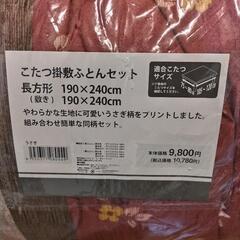 こたつ掛敷ふとんセット
長方形 190×240cm
(敷き) 190×240cm
やわらかな生地に可愛いうさぎ柄をプリントしました。
組み合わせ簡単な同柄セット。
適合こたつ
サイズ
うさぎ
本体価格 9,800円
(税込価格 10,780円)